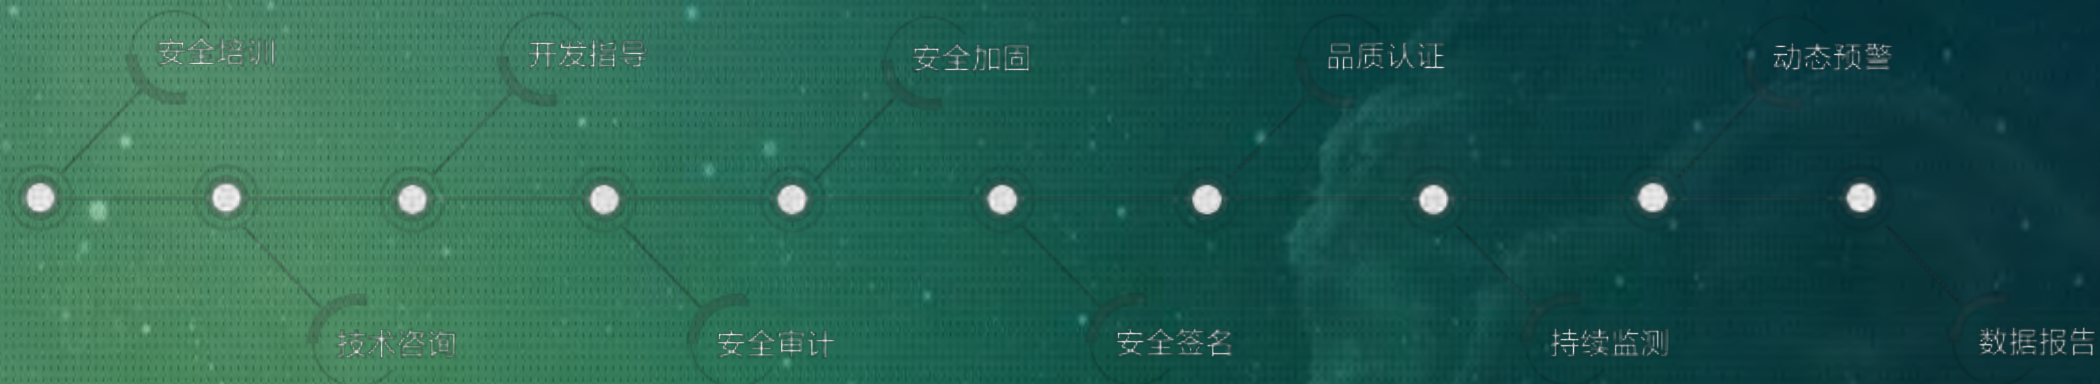 安全培训
开发指导
安全加固
品质认证
动态预警
技术咨询
安全审计
安全签名
持续监测
数据报告